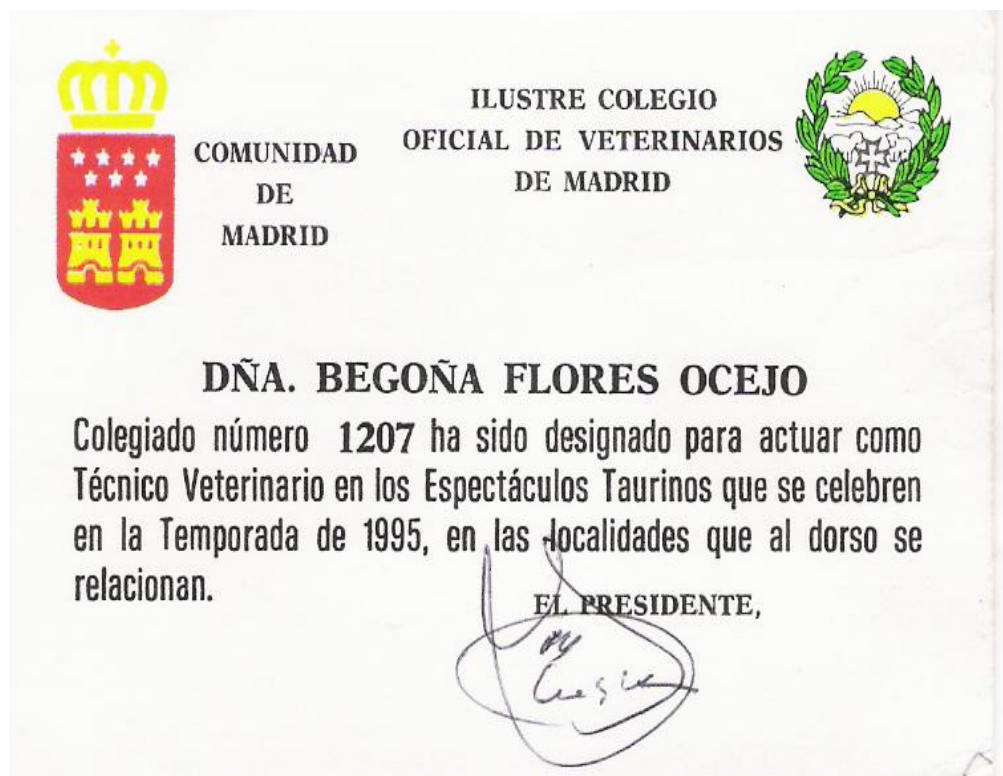 COMUNIDAD
DE
MADRID
ILUSTRE COLEGIO
OFICIAL DE VETERINARIOS
DE MADRID
DÑA. BEGOÑA FLORES OCEJO
Colegiado número 1207 ha sido designado para actuar como
Técnico Veterinario en los Espectáculos Taurinos que se celebren
en la Temporada de 1995, en las localidades que al dorso se
relacionan.
EL PRESIDENTE,